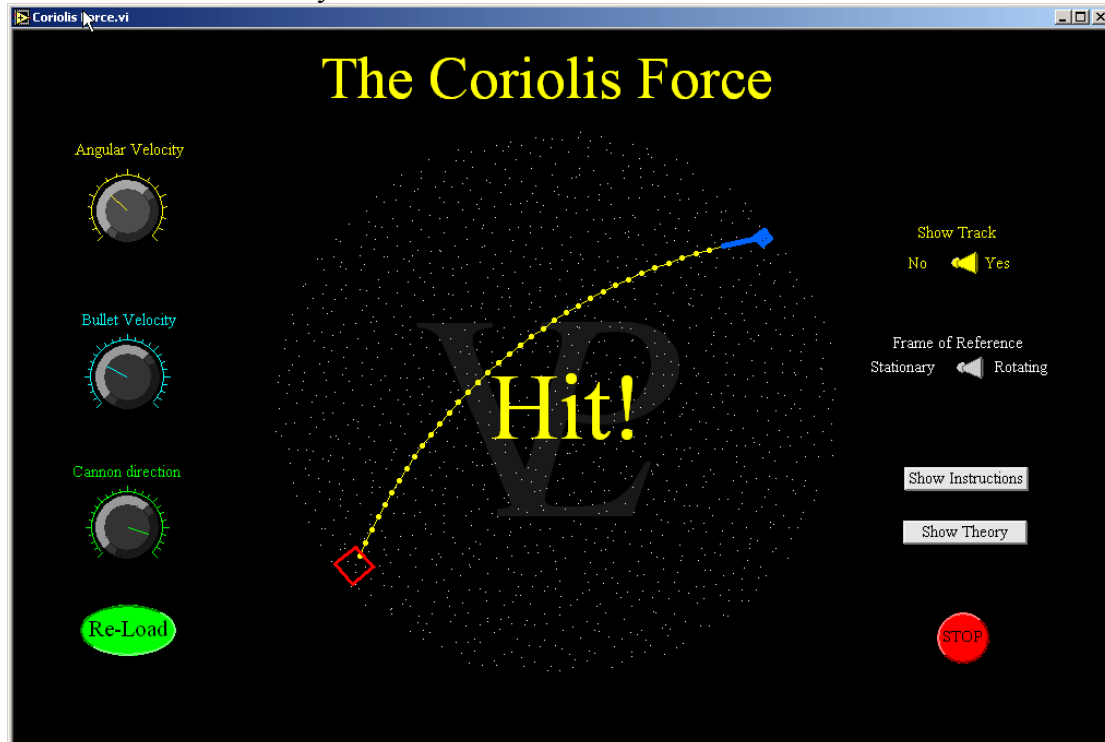 Coriolis Force.vi
The Coriolis Force
Angular Velocity
Bullet Velocity
Cannon direction
Re-Load
Hit!
VPL
Show Track
No Yes
Frame of Reference
Stationary Rotating
Show Instructions
Show Theory
STOP